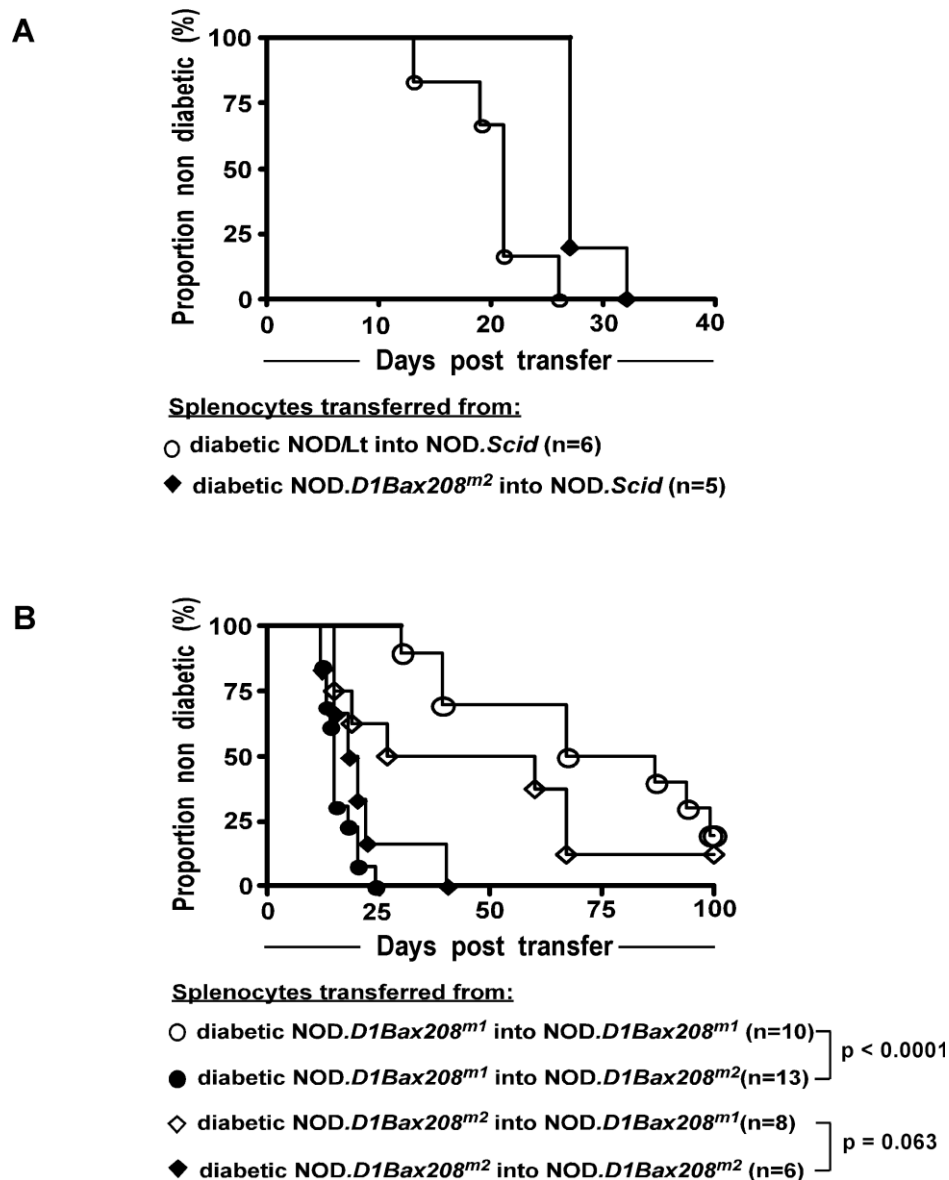 A
Proportion non diabetic (%)
100
75
50
25
0
0 10 20 30 40
Days post transfer
Splenocytes transferred from:
diabetic NOD/Lt into NOD.Scid (n=6)
diabetic NOD.D1Bax208m2 into NOD.Scid (n=5)
B
Proportion non diabetic (%)
100
75
50
25
0
0 25 50 75 100
Days post transfer
Splenocytes transferred from:
diabetic NOD.D1Bax208m1 into NOD.D1Bax208m1 (n=10)
p < 0.0001
diabetic NOD.D1Bax208m1 into NOD.D1Bax208m2(n=13)
diabetic NOD.D1Bax208m2 into NOD.D1Bax208m1(n=8)
p = 0.063
diabetic NOD.D1Bax208m2 into NOD.D1Bax208m2 (n=6)